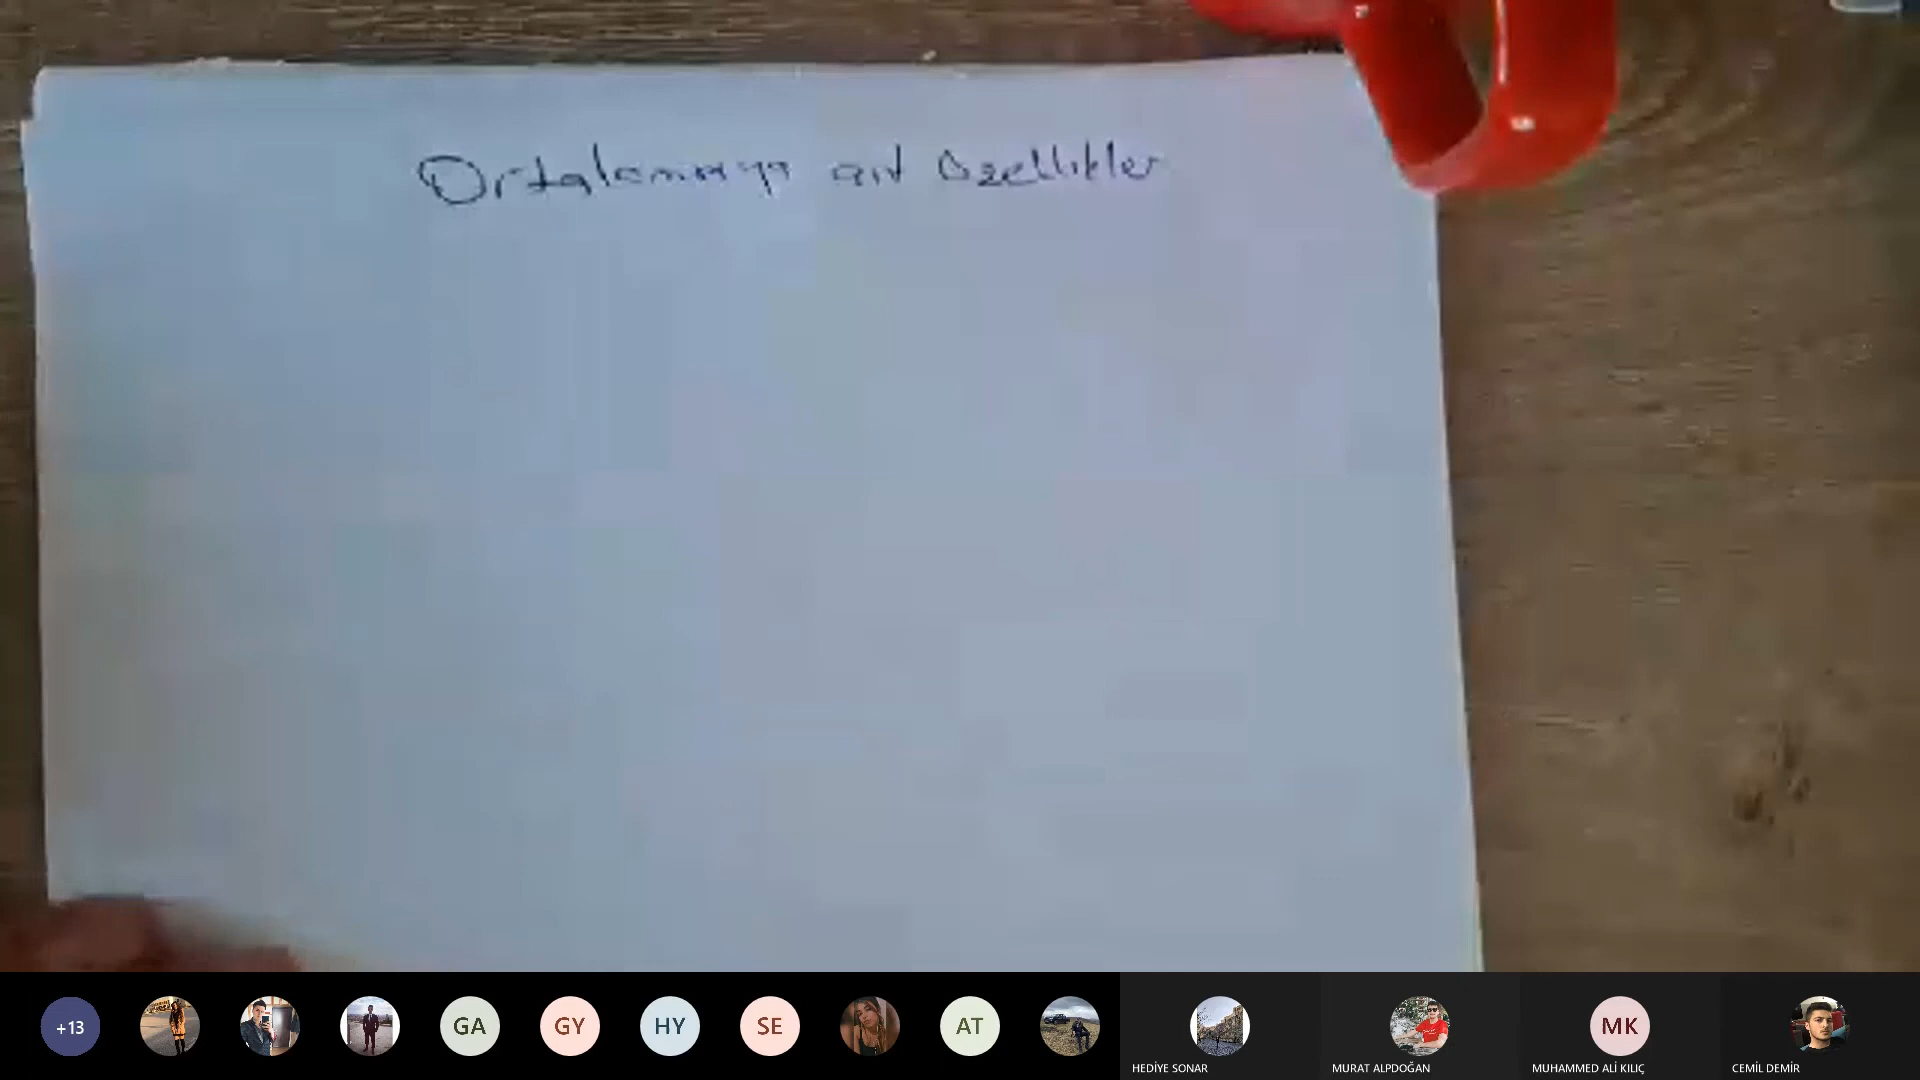 Ortalamaya ait Özellikler
+13
GA
GY
HY
SE
AT
MK
HEDİYE SONAR
MURAT ALPDOĞAN
MUHAMMED ALİ KILIÇ
CEMİL DEMİR